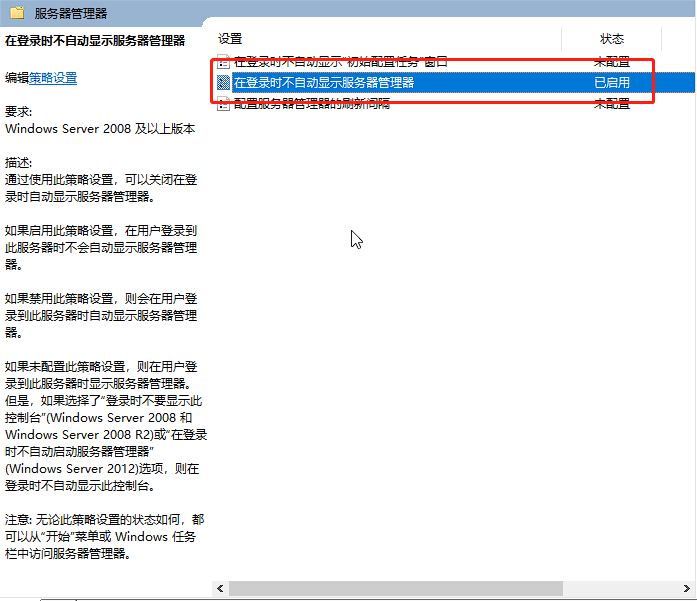 服务器管理器
在登录时不自动显示服务器管理器
编辑策略设置
要求:
Windows Server 2008 及以上版本
描述:
通过使用此策略设置，可以关闭在登
录时自动显示服务器管理器。
如果启用此策略设置，在用户登录到
此服务器时不会自动显示服务器管理
器。
如果禁用此策略设置，则会在用户登
录到此服务器时自动显示服务器管理
器。
如果未配置此策略设置，则在用户登
录到此服务器时显示服务器管理器。
但是，如果选择了“登录时不要显示此
控制台”(Windows Server 2008 和
Windows Server 2008 R2)或“在登录
时不自动启动服务器管理器”
(Windows Server 2012)选项，则在
登录时不自动显示此控制台。
注意: 无论此策略设置的状态如何，都
可以从“开始”菜单或 Windows 任务
栏中访问服务器管理器。
设置 状态
在登录时不自动显示“初始配置任务”窗口 未配置
在登录时不自动显示服务器管理器 已启用
配置服务器管理器的刷新间隔 未配置